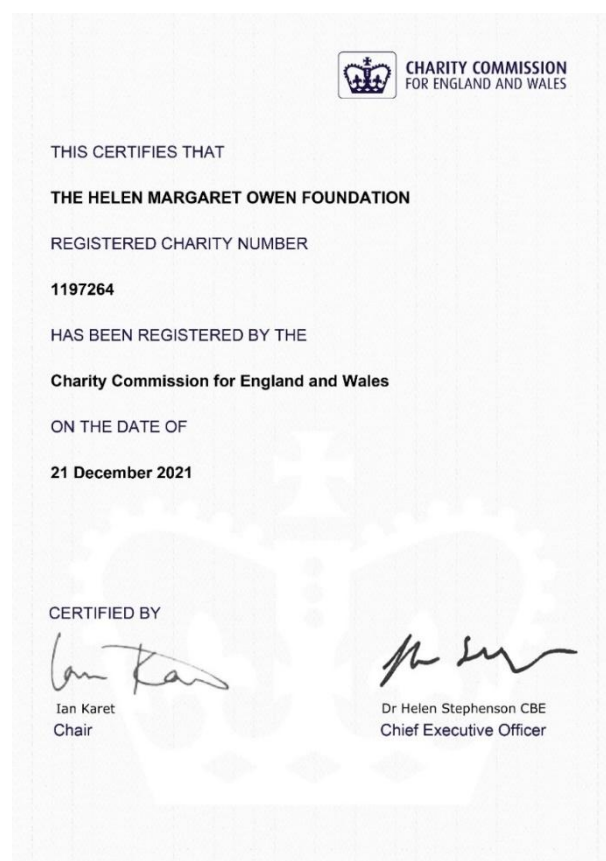 CHARITY COMMISSION
FOR ENGLAND AND WALES
THIS CERTIFIES THAT
THE HELEN MARGARET OWEN FOUNDATION
REGISTERED CHARITY NUMBER
1197264
HAS BEEN REGISTERED BY THE
Charity Commission for England and Wales
ON THE DATE OF
21 December 2021
CERTIFIED BY
Ian Karet
Chair
Dr Helen Stephenson CBE
Chief Executive Officer